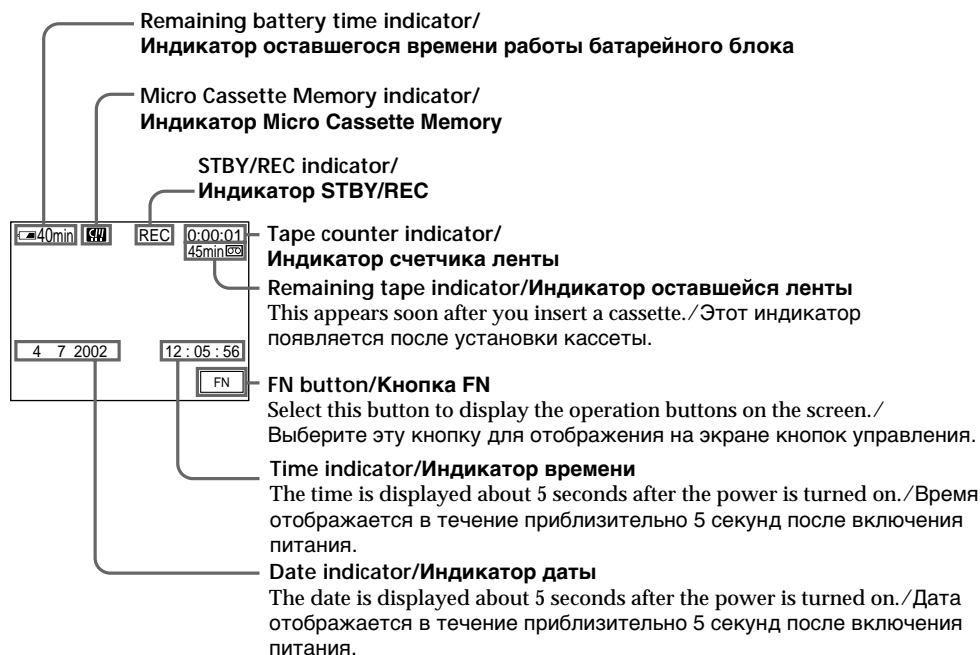 Remaining battery time indicator/
Индикатор оставшегося времени работы батарейного блока
Micro Cassette Memory indicator/
Индикатор Micro Cassette Memory
STBY/REC indicator/
Индикатор STBY/REC
40min REC 0:00:01
45min
Tape counter indicator/
Индикатор счетчика ленты
Remaining tape indicator/Индикатор оставшейся ленты
This appears soon after you insert a cassette./Этот индикатор
появляется после установки кассеты.
4 7 2002 12 : 05 : 56
FN
FN button/Кнопка FN
Select this button to display the operation buttons on the screen./
Выберите эту кнопку для отображения на экране кнопок управления.
Time indicator/Индикатор времени
The time is displayed about 5 seconds after the power is turned on./Время
отображается в течение приблизительно 5 секунд после включения
питания.
Date indicator/Индикатор даты
The date is displayed about 5 seconds after the power is turned on./Дата
отображается в течение приблизительно 5 секунд после включения
питания.